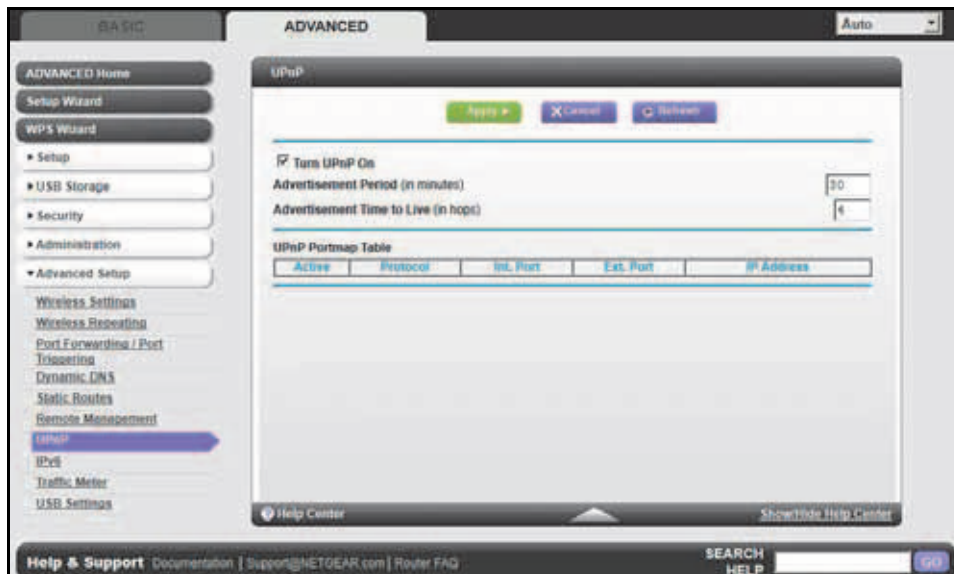 BASIC
ADVANCED
Auto
ADVANCED Home
Setup Wizard
WPS Wizard
Setup
USB Storage
Security
Administration
Advanced Setup
Wireless Settings
Wireless Repeating
Port Forwarding / Port
Triggering
Dynamic DNS
Static Routes
Remote Management
UPnP
IPv6
Traffic Meter
USB Settings
UPnP
Apply
X Cancel
Refresh
Turn UPnP On
Advertisement Period (in minutes)
30
Advertisement Time to Live (in hops)
4
UPnP Portmap Table
Active Protocol Int. Port Ext. Port IP Address
Help Center
Show/Hide Help Center
Help & Support Documentation | Support@NETGEAR.com | Router FAQ
SEARCH
HELP
GO